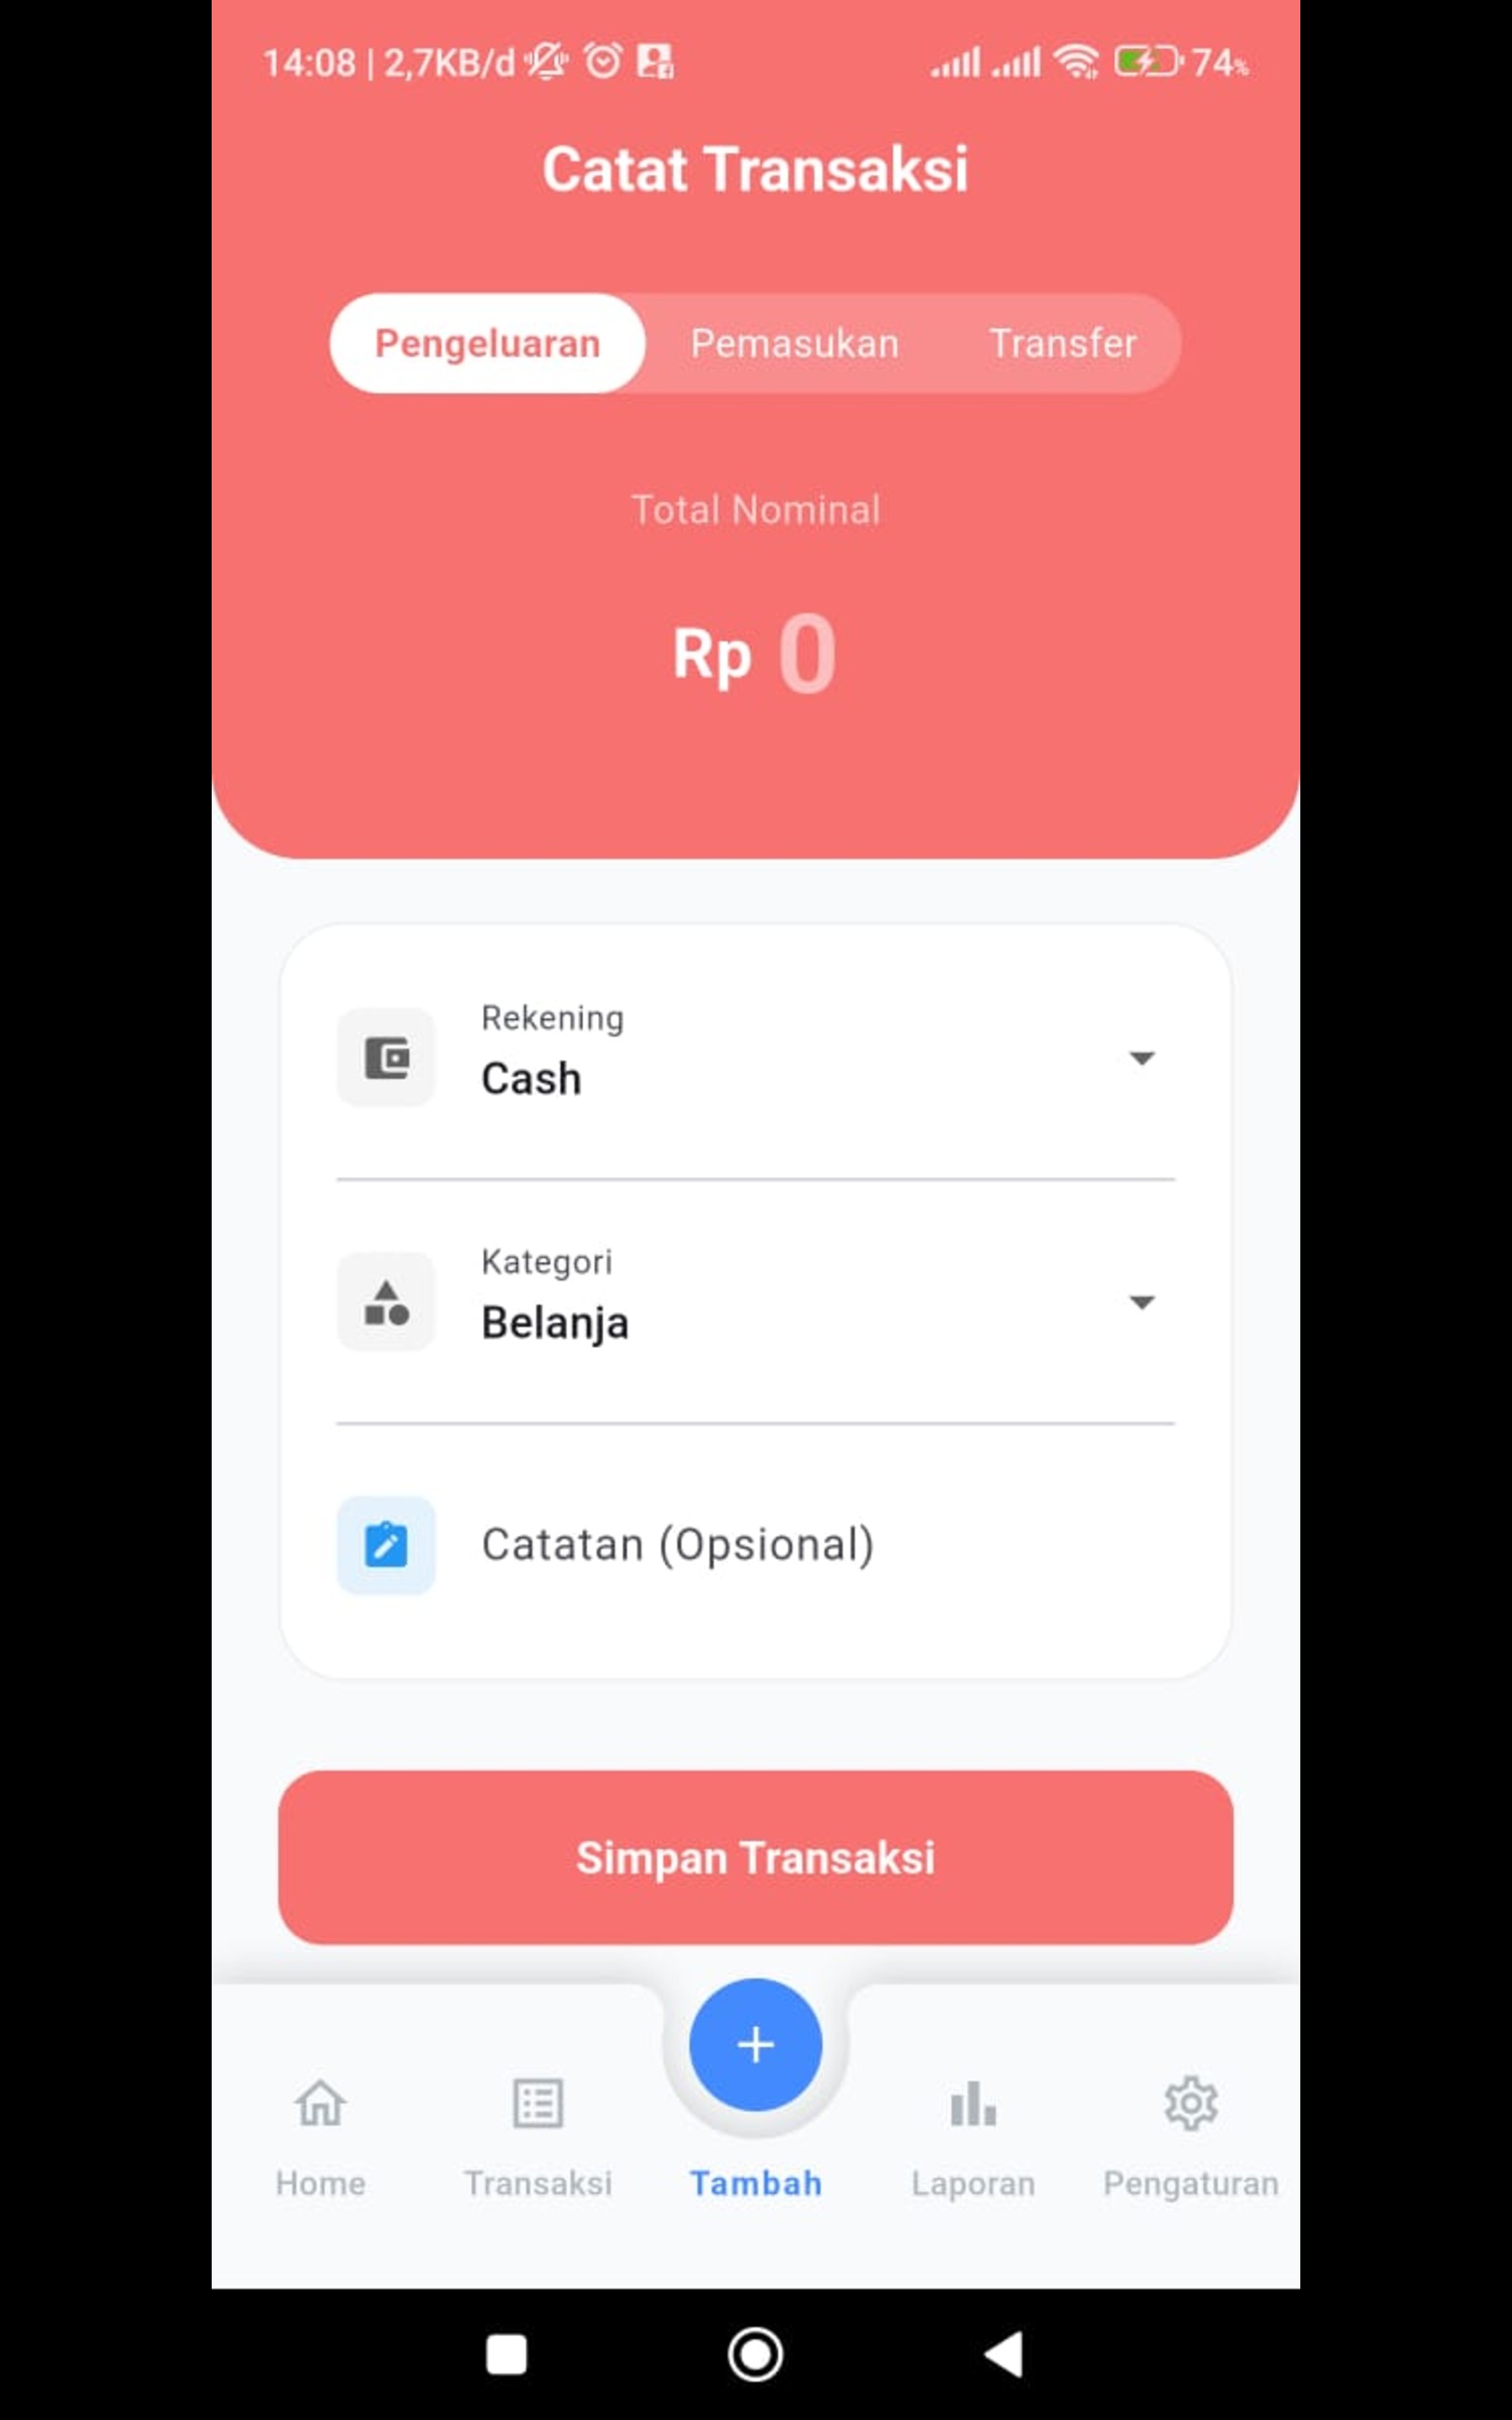 14:08 | 2,7KB/d 74%
Catat Transaksi
Pengeluaran Pemasukan Transfer
Total Nominal
Rp 0
Rekening
Cash
Kategori
Belanja
Catatan (Opsional)
Simpan Transaksi
Home Transaksi Tambah Laporan Pengaturan